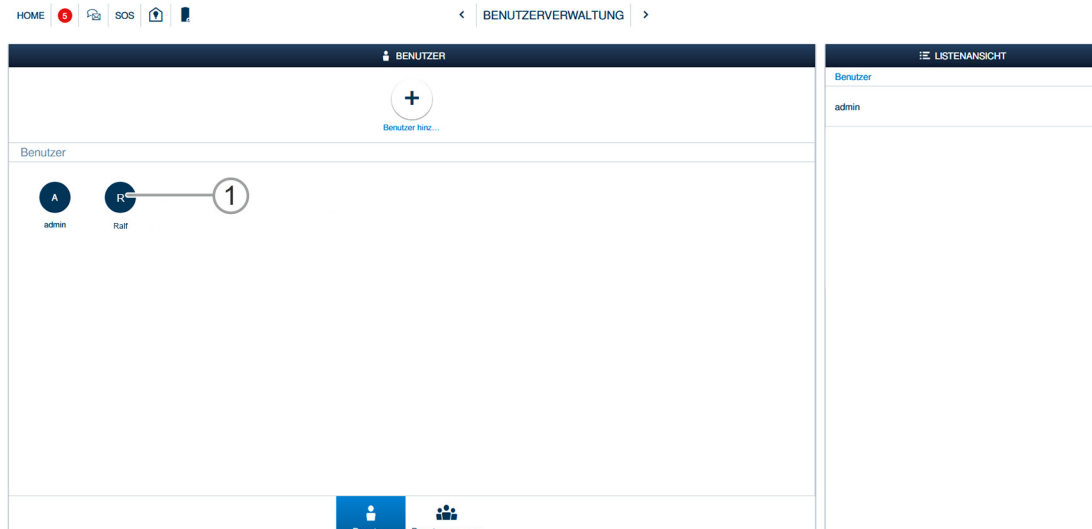 HOME 5 SOS < BENUTZERVERWALTUNG >
BENUTZER
LISTENANSICHT
+
Benutzer hinz...
Benutzer
admin
Benutzer
A
R
1
admin
Ralf